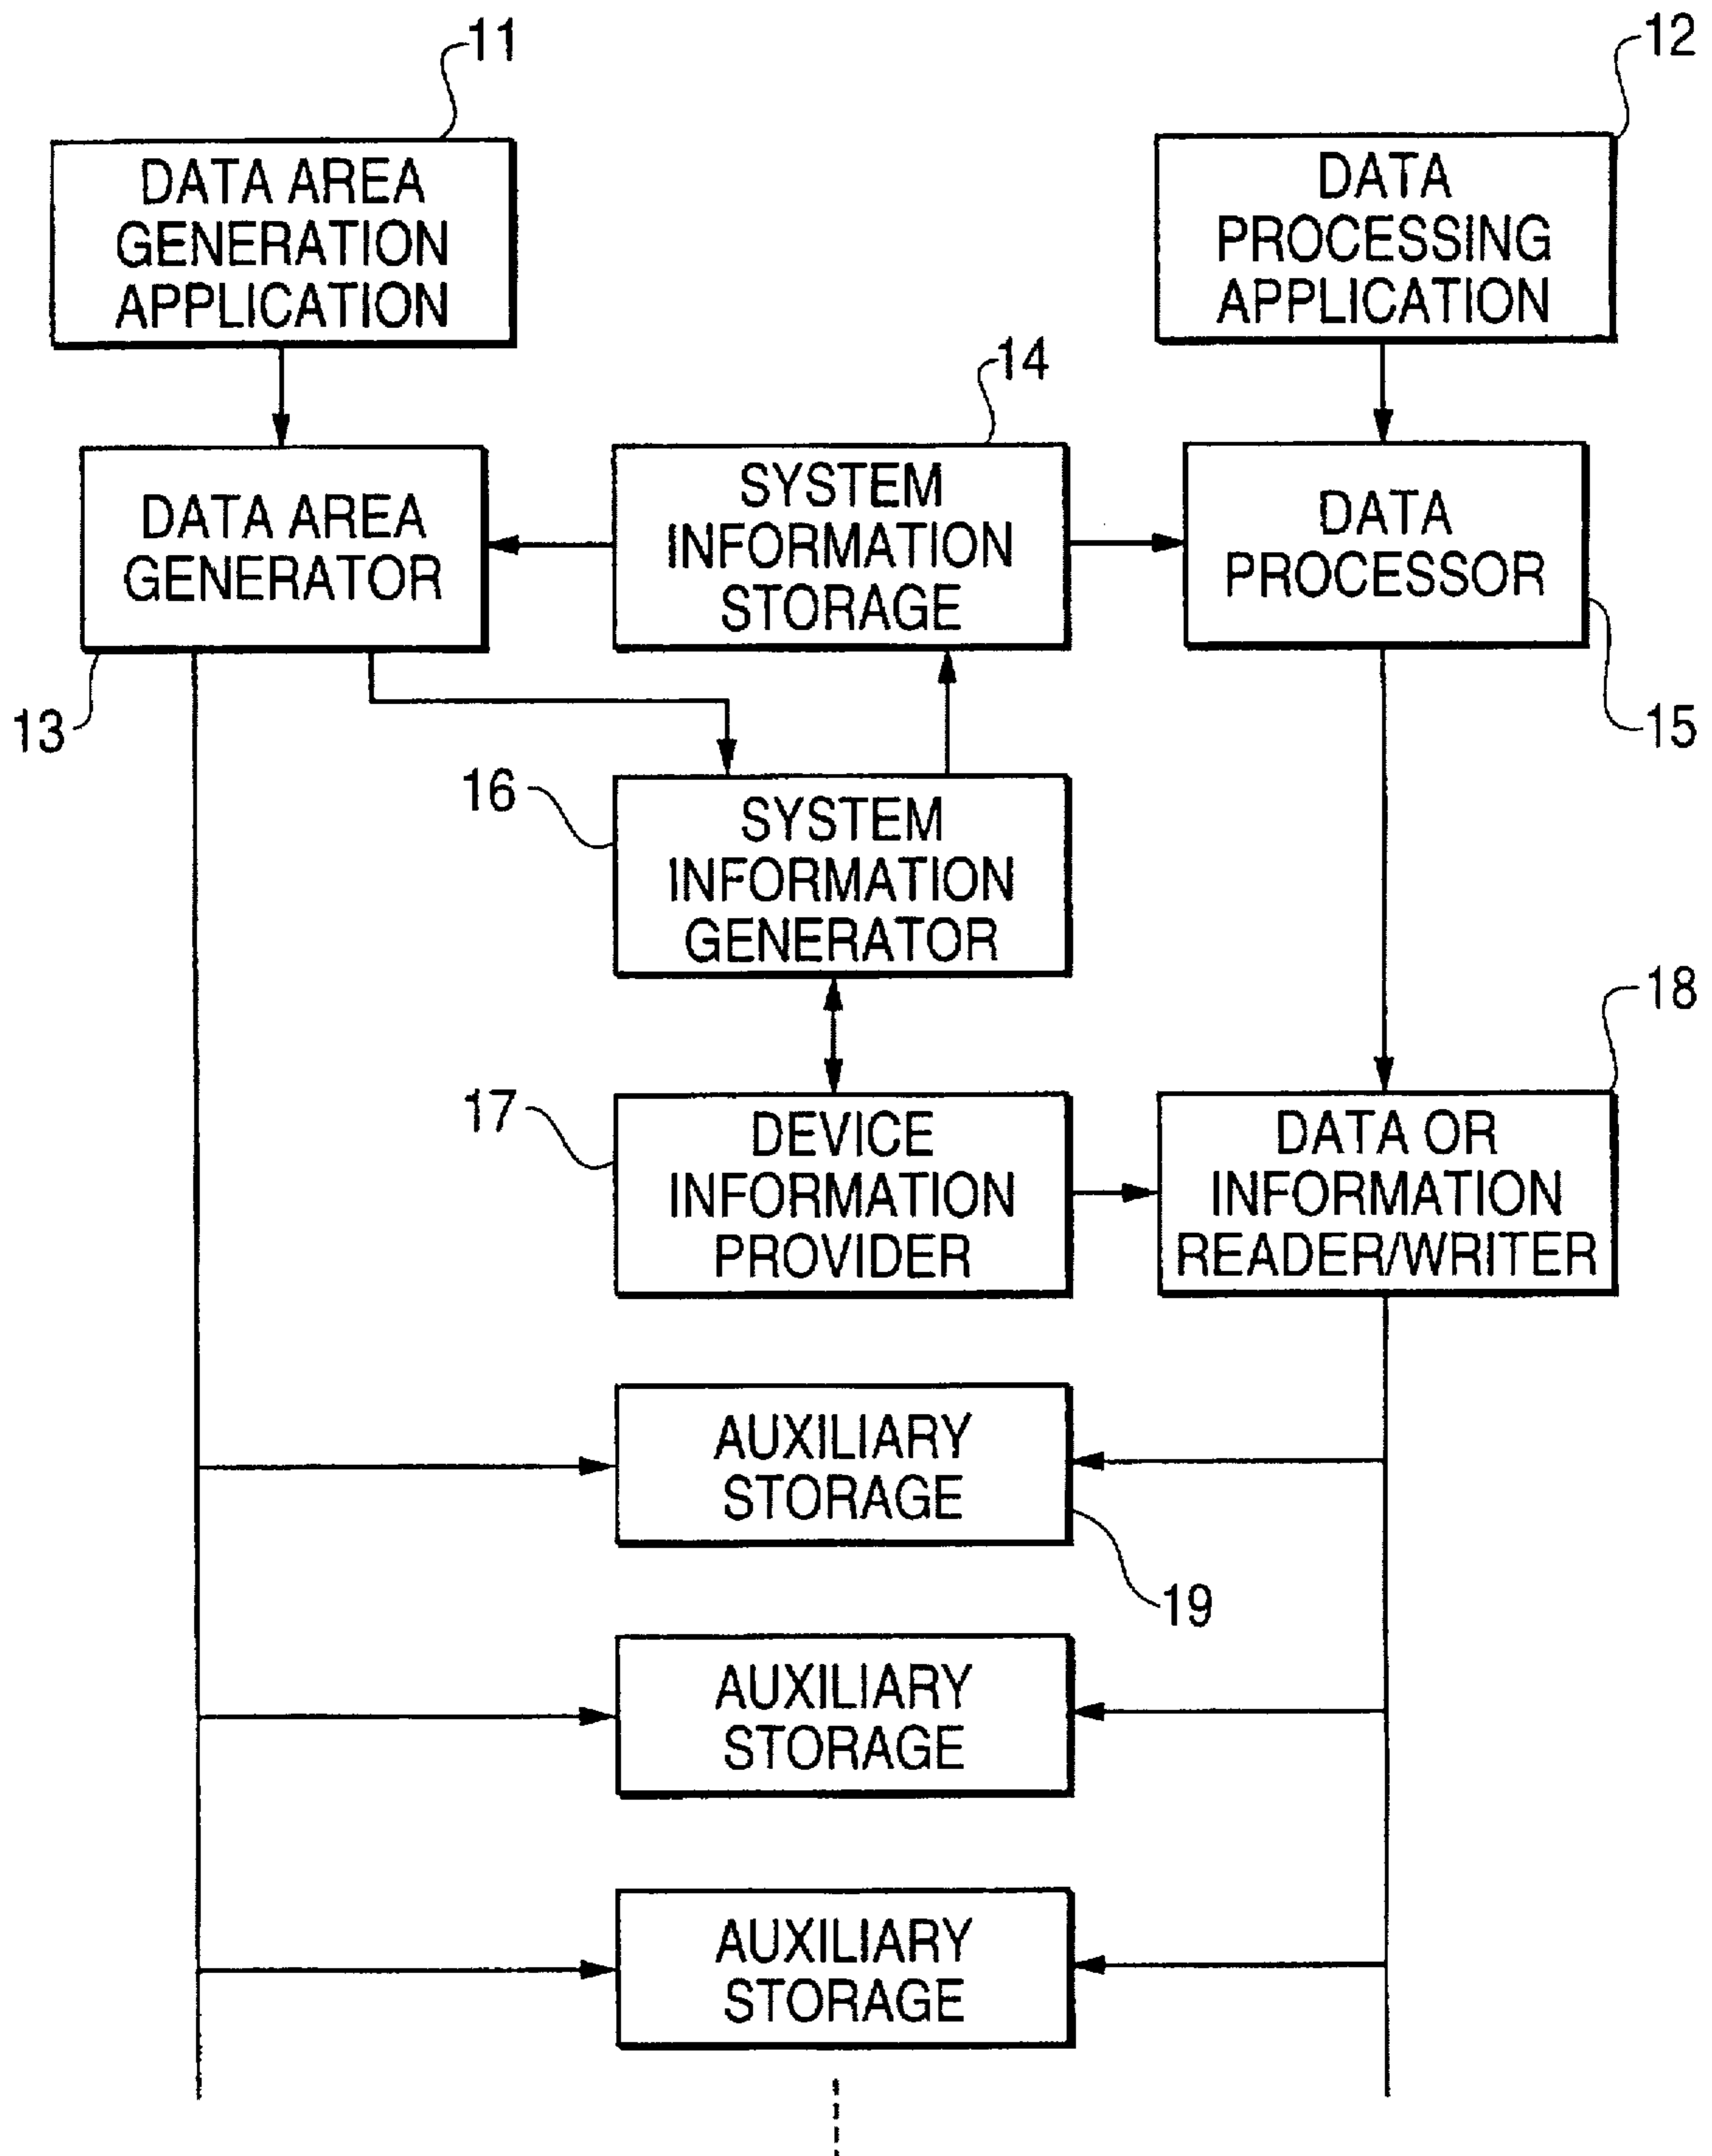 11
12
DATA AREA
GENERATION
APPLICATION
DATA
PROCESSING
APPLICATION
14
DATA AREA
GENERATOR
SYSTEM
INFORMATION
STORAGE
DATA
PROCESSOR
13
15
16
SYSTEM
INFORMATION
GENERATOR
18
17
DEVICE
INFORMATION
PROVIDER
DATA OR
INFORMATION
READER/WRITER
AUXILIARY
STORAGE
19
AUXILIARY
STORAGE
AUXILIARY
STORAGE